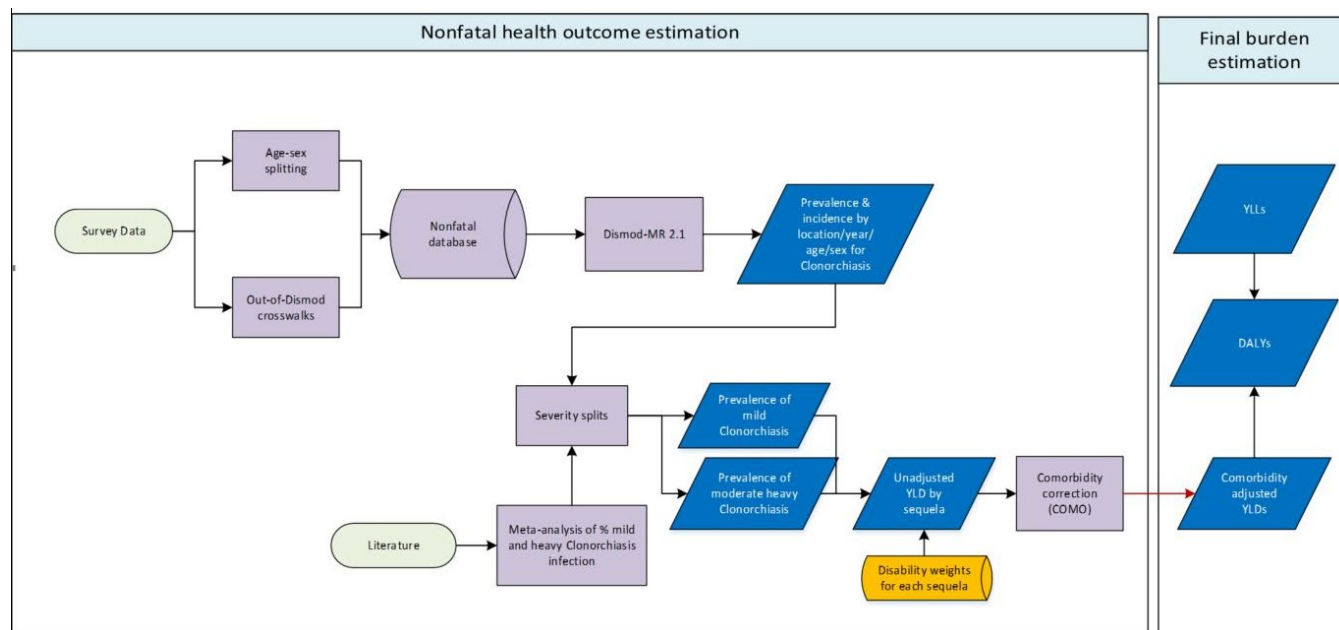 Nonfatal health outcome estimation
Final burden
estimation
Age-sex
splitting
Survey Data
Out-of-Dismod
crosswalks
Nonfatal
database
Dismod-MR 2.1
Prevalence &
incidence by
location/year/
age/sex for
Clonorchiasis
YLLs
DALYs
Severity splits
Prevalence of
mild
Clonorchiasis
Prevalence of
moderate heavy
Clonorchiasis
Unadjusted
YLD by
sequela
Comorbidity
correction
(COMO)
Comorbidity
adjusted
YLDs
Literature
Meta-analysis of % mild
and heavy Clonorchiasis
infection
Disability weights
for each sequela